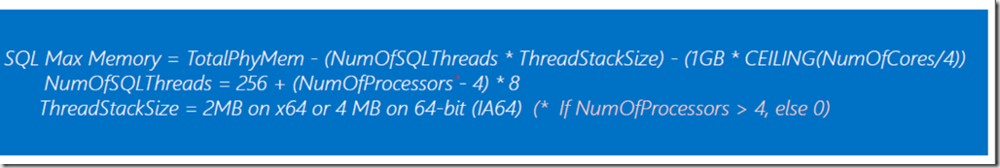 SQL Max Memory = TotalPhyMem - (NumOfSQLThreads * ThreadStackSize) - (1GB * CEILING(NumOfCores/4))
NumOfSQLThreads = 256 + (NumOfProcessors*- 4) * 8
ThreadStackSize = 2MB on x64 or 4 MB on 64-bit (IA64) (* If NumOfProcessors > 4, else 0)